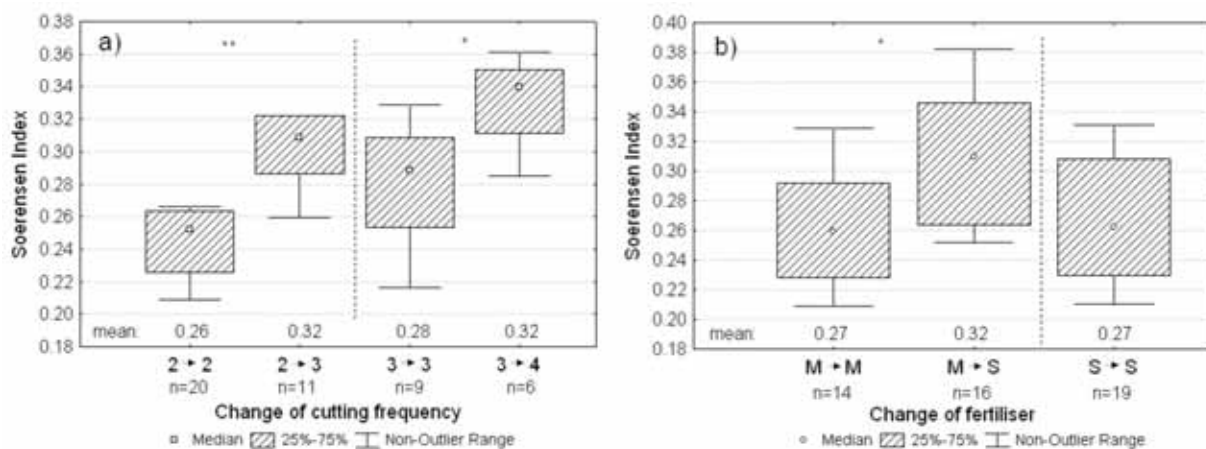 a)
**
*
Soerensen Index
0.38
0.36
0.34
0.32
0.30
0.28
0.26
0.24
0.22
0.20
0.18
mean: 0.26 0.32 0.28 0.32
2 → 2 2 → 3 3 → 3 3 → 4
n=20 n=11 n=9 n=6
Change of cutting frequency
Median 25%-75% Non-Outlier Range
b)
*
Soerensen Index
0.40
0.38
0.36
0.34
0.32
0.30
0.28
0.26
0.24
0.22
0.20
0.18
mean: 0.27 0.32 0.27
M → M M → S S → S
n=14 n=16 n=19
Change of fertiliser
Median 25%-75% Non-Outlier Range